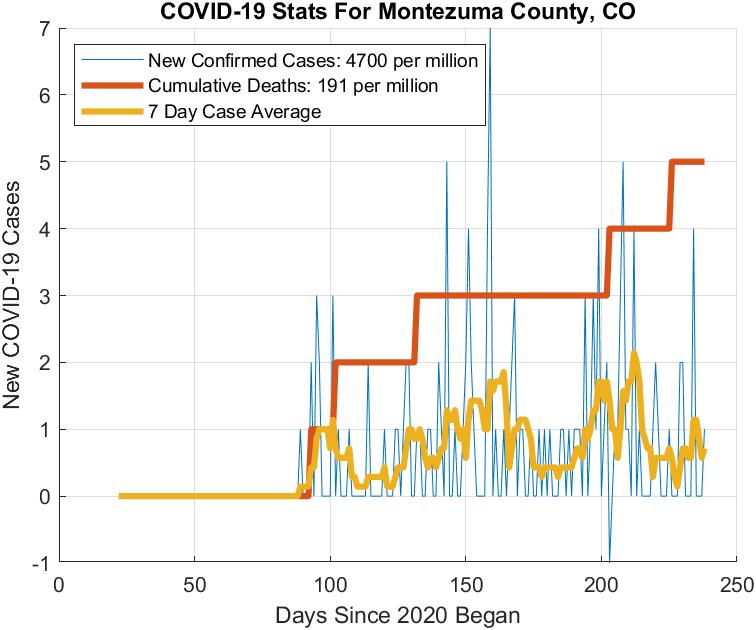 COVID-19 Stats For Montezuma County, CO
New Confirmed Cases: 4700 per million
Cumulative Deaths: 191 per million
7 Day Case Average
New COVID-19 Cases
7
6
5
4
3
2
1
0
-1
0 50 100 150 200 250
Days Since 2020 Began